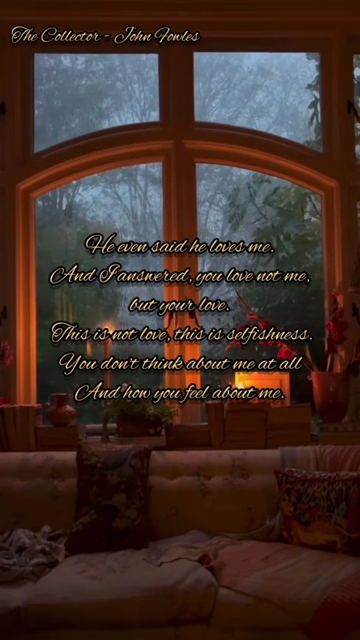 The Collector - John Fowles
He even said he loves me.
And I answered, you love not me,
but your love.
This is not love, this is selfishness.
You don't think about me at all
And how you feel about me.